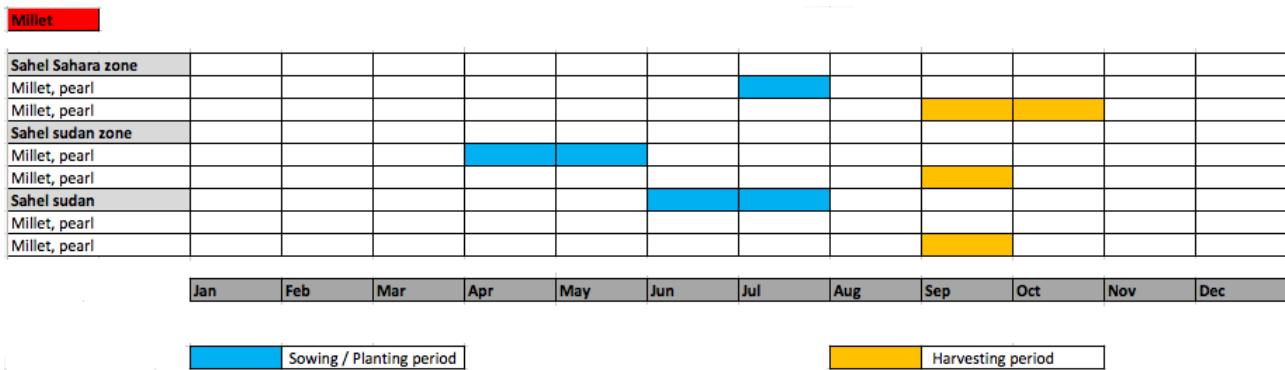 Millet
Sahel Sahara zone
Millet, pearl
Millet, pearl
Sahel sudan zone
Millet, pearl
Millet, pearl
Sahel sudan
Millet, pearl
Millet, pearl
Jan Feb Mar Apr May Jun Jul Aug Sep Oct Nov Dec
Sowing / Planting period Harvesting period